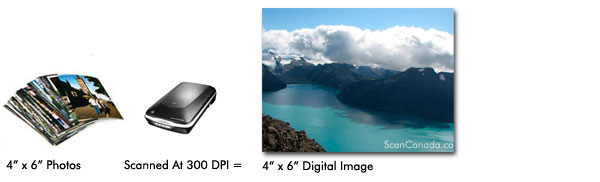 ScanCanada.ca
4” x 6” Photos
Scanned At 300 DPI =
4” x 6” Digital Image